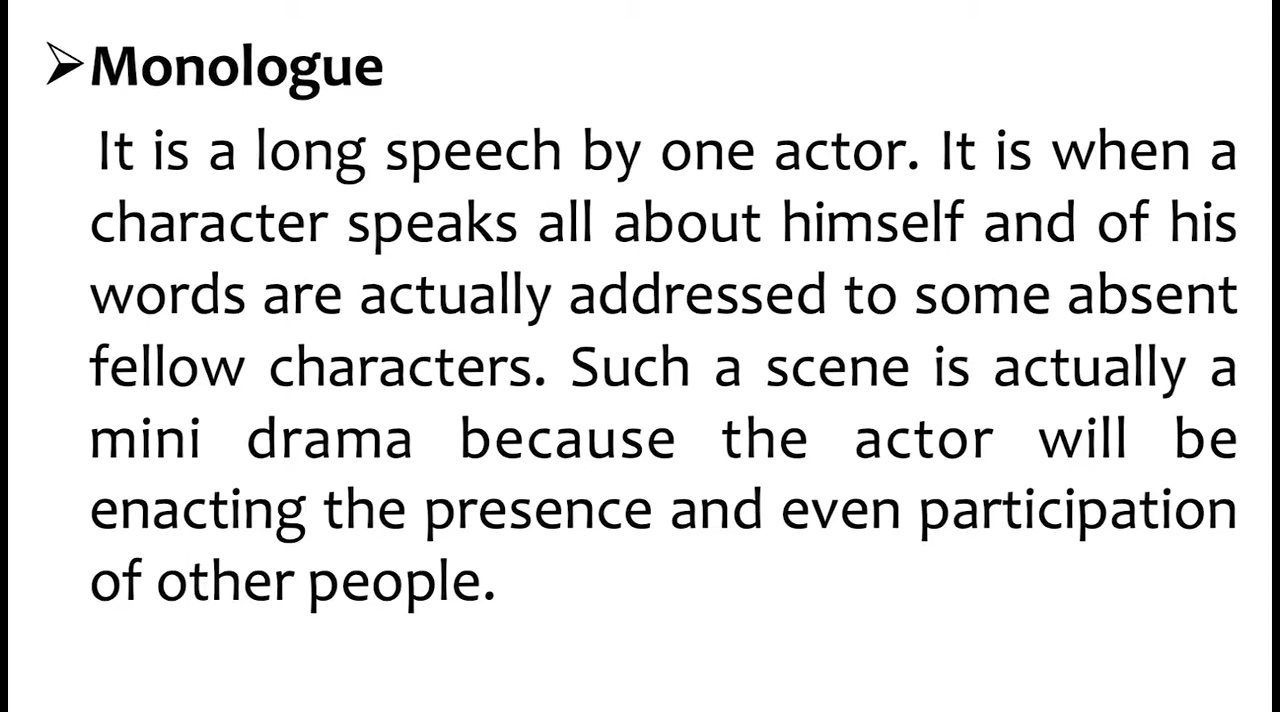 ➢Monologue
It is a long speech by one actor. It is when a
character speaks all about himself and of his
words are actually addressed to some absent
fellow characters. Such a scene is actually a
mini drama because the actor will be
enacting the presence and even participation
of other people.